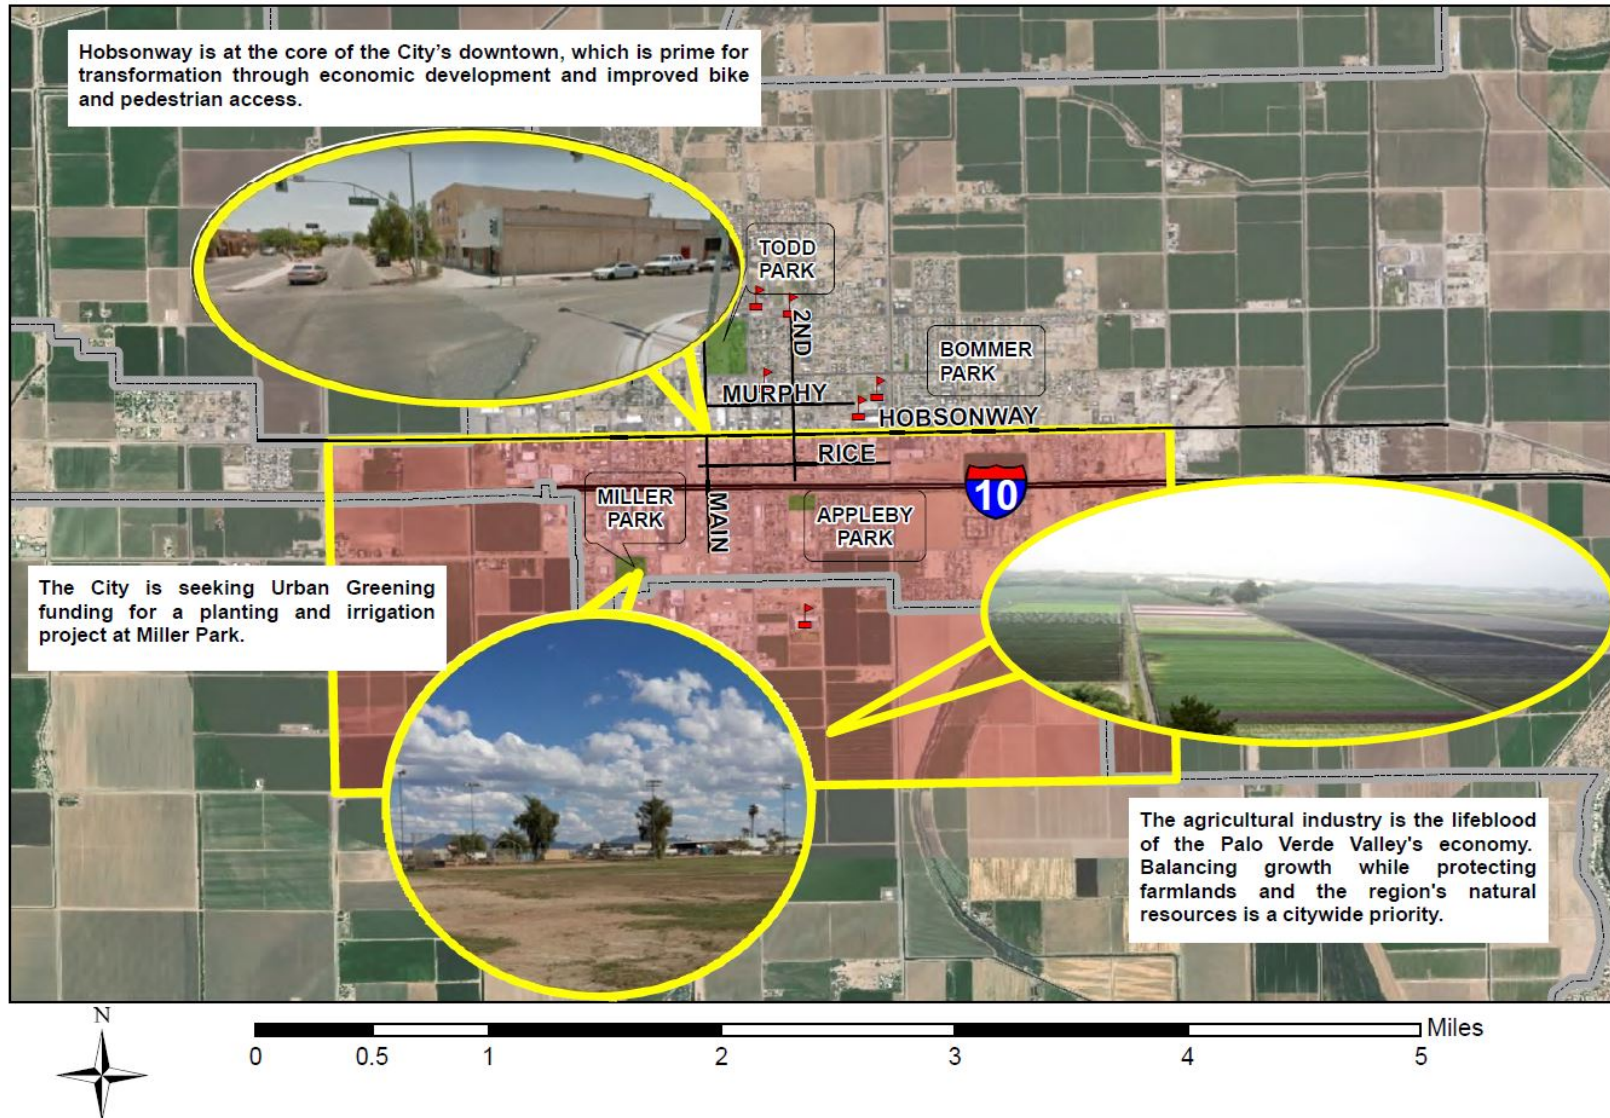 Hobsonway is at the core of the City's downtown, which is prime for
transformation through economic development and improved bike
and pedestrian access.
TODD
PARK
2ND
BOMMER
PARK
MURPHY
HOBSONWAY
RICE
10
MILLER
PARK
MAIN
APPLEBY
PARK
The City is seeking Urban Greening
funding for a planting and irrigation
project at Miller Park.
The agricultural industry is the lifeblood
of the Palo Verde Valley's economy.
Balancing growth while protecting
farmlands and the region's natural
resources is a citywide priority.
N
Miles
0 0.5 1 2 3 4 5